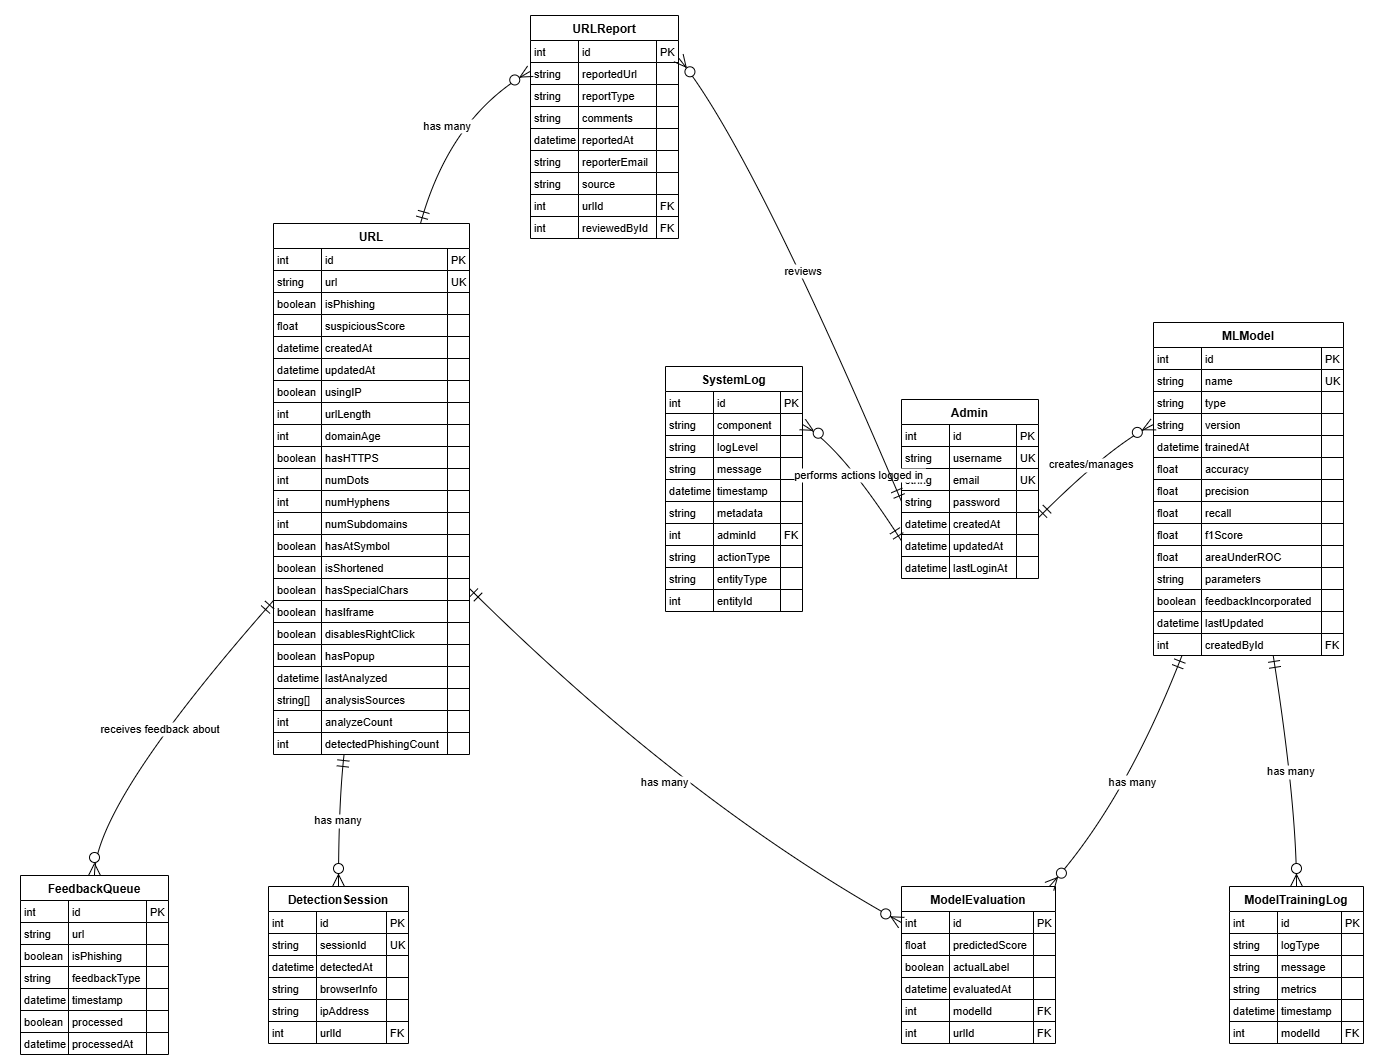 URLReport
int id PK
string reportedUrl
string reportType
string comments
datetime reportedAt
string reporterEmail
string source
int urlId FK
int reviewedById FK
has many
reviews
URL
int id PK
string url UK
boolean isPhishing
float suspiciousScore
datetime createdAt
datetime updatedAt
boolean usingIP
int urlLength
int domainAge
boolean hasHTTPS
int numDots
int numHyphens
int numSubdomains
boolean hasAtSymbol
boolean isShortened
boolean hasSpecialChars
boolean hasIframe
boolean disablesRightClick
boolean hasPopup
datetime lastAnalyzed
string[] analysisSources
int analyzeCount
int detectedPhishingCount
SystemLog
int id PK
string component
string logLevel
string message
datetime timestamp
string metadata
int adminId FK
string actionType
string entityType
int entityId
performs actions logged in
Admin
int id PK
string username UK
email UK
string password
datetime createdAt
datetime updatedAt
datetime lastLoginAt
creates/manages
MLModel
int id PK
string name UK
string type
string version
datetime trainedAt
float accuracy
float precision
float recall
float f1Score
float areaUnderROC
string parameters
boolean feedbackIncorporated
datetime lastUpdated
int createdById FK
receives feedback about
has many
has many
has many
has many
FeedbackQueue
int id PK
string url
boolean isPhishing
string feedbackType
datetime timestamp
boolean processed
datetime processedAt
DetectionSession
int id PK
string sessionId UK
datetime detectedAt
string browserInfo
string ipAddress
int urlId FK
ModelEvaluation
int id PK
float predictedScore
boolean actualLabel
datetime evaluatedAt
int modelId FK
int urlId FK
ModelTrainingLog
int id PK
string logType
string message
string metrics
datetime timestamp
int modelId FK